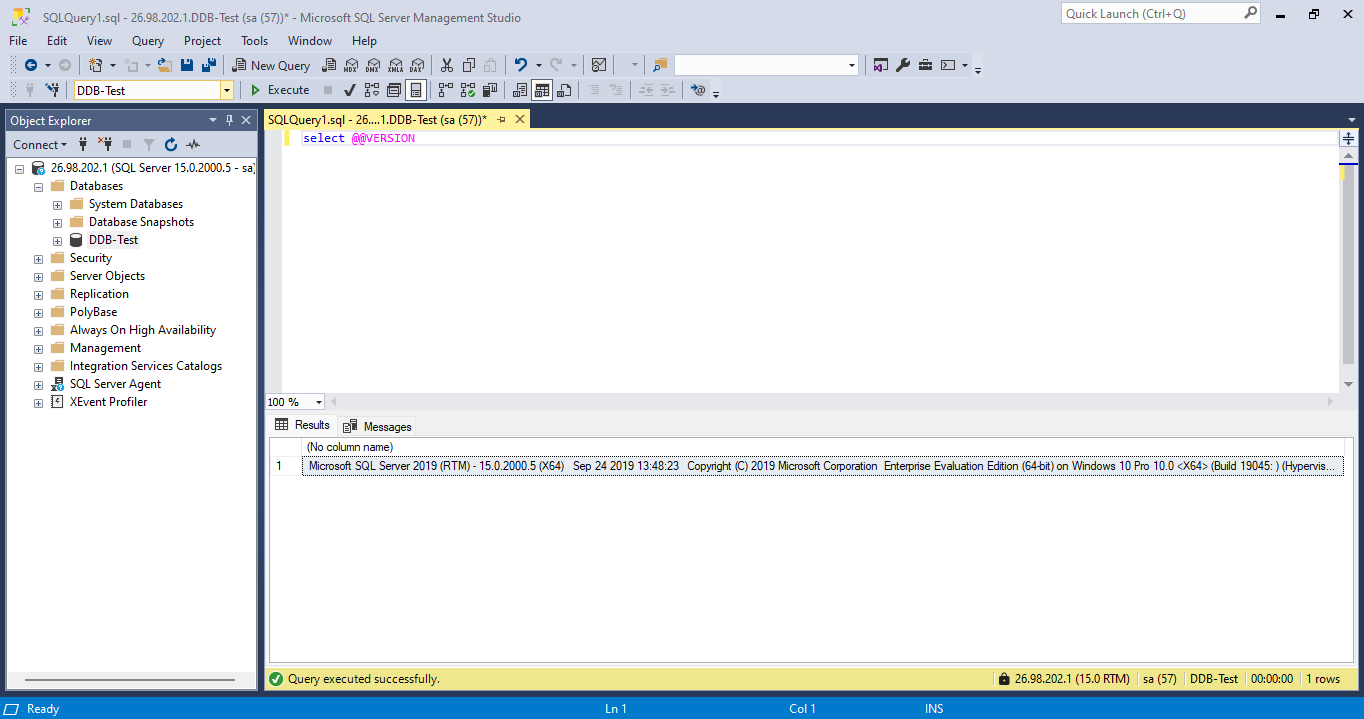 SQLQuery1.sql - 26.98.202.1.DDB-Test (sa (57))* - Microsoft SQL Server Management Studio
Quick Launch (Ctrl+Q)
File Edit View Query Project Tools Window Help
New Query MDX DMX XMLA DAX
DDB-Test Execute
Object Explorer
SQLQuery1.sql - 26....1.DDB-Test (sa (57))*
Connect
select @@VERSION
26.98.202.1 (SQL Server 15.0.2000.5 - sa)
Databases
System Databases
Database Snapshots
DDB-Test
Security
Server Objects
Replication
PolyBase
Always On High Availability
Management
Integration Services Catalogs
SQL Server Agent
XEvent Profiler
100 %
Results Messages
(No column name)
1 Microsoft SQL Server 2019 (RTM) - 15.0.2000.5 (X64) Sep 24 2019 13:48:23 Copyright (C) 2019 Microsoft Corporation Enterprise Evaluation Edition (64-bit) on Windows 10 Pro 10.0 <X64> (Build 19045: ) (Hypervis...
Query executed successfully.
26.98.202.1 (15.0 RTM) sa (57) DDB-Test 00:00:00 1 rows
Ready Ln 1 Col 1 INS